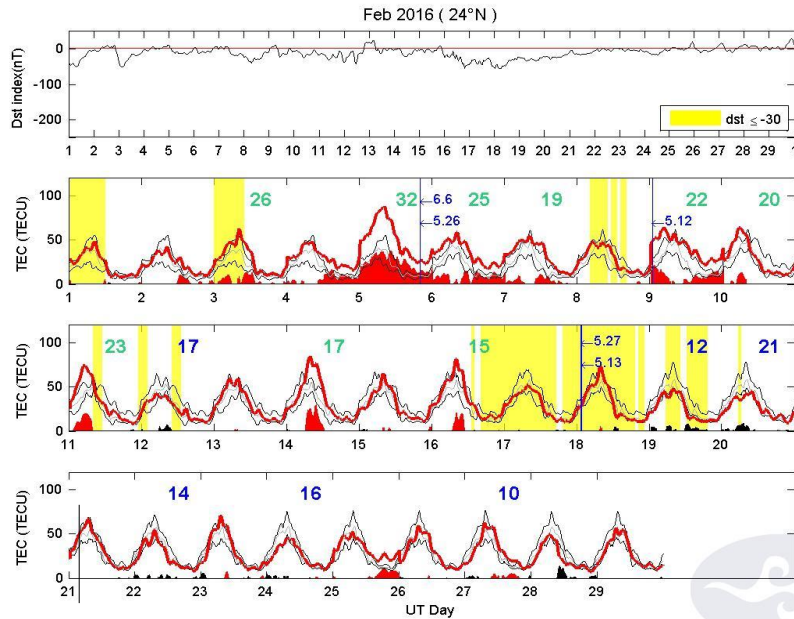 Feb 2016 ( 24°N )
Dst index(nT)
0
-100
-200
dst ≤ -30
1 2 3 4 5 6 7 8 9 10 11 12 13 14 15 16 17 18 19 20 21 22 23 24 25 26 27 28 29 1
TEC (TECU)
100
50
0
26 32 25 19 22 20
6.6
5.26
5.12
1 2 3 4 5 6 7 8 9 10
TEC (TECU)
100
50
0
23 17 17 15 12 21
5.27
5.13
11 12 13 14 15 16 17 18 19 20
TEC (TECU)
100
50
0
14 16 10
21 22 23 24 25 26 27 28 29
UT Day